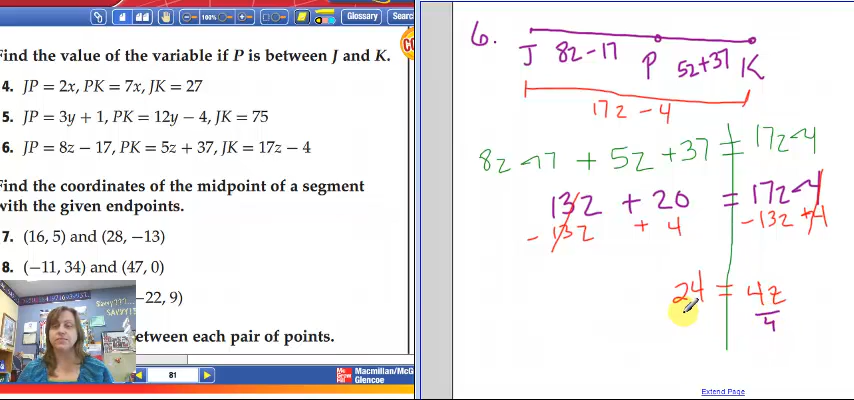 100%
Glossary
Searc
CO
Find the value of the variable if P is between J and K.
4. JP = 2x, PK = 7x, JK = 27
5. JP = 3y + 1, PK = 12y − 4, JK = 75
6. JP = 8z − 17, PK = 5z + 37, JK = 17z − 4
Find the coordinates of the midpoint of a segment
with the given endpoints.
7. (16, 5) and (28, −13)
8. (−11, 34) and (47, 0)
−22, 9)
etween each pair of points.
Savvy???
SAVVY!!!
81
Macmillan/McG
Glencoe
6.
J 8z − 17 P 5z + 37 K
17z − 4
8z − 17 + 5z + 37 = 17z − 4
13z + 20 = 17z − 4
− 13z + 4 − 13z + 4
24 = 4z
4
Extend Page